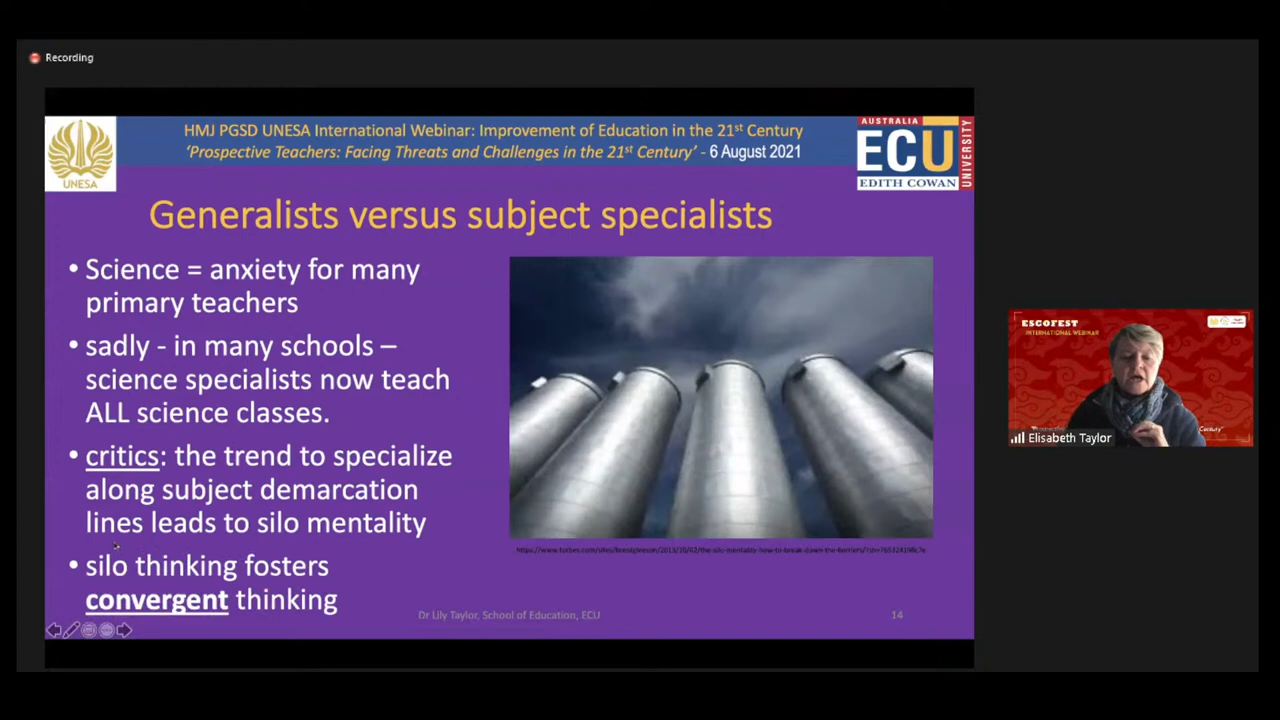 Recording
HMJ PGSD UNESA International Webinar: Improvement of Education in the 21st Century
'Prospective Teachers: Facing Threats and Challenges in the 21st Century' - 6 August 2021
UNESA
AUSTRALIA
ECU
EDITH COWAN
UNIVERSITY
Generalists versus subject specialists
• Science = anxiety for many
primary teachers
• sadly - in many schools –
science specialists now teach
ALL science classes.
• critics: the trend to specialize
along subject demarcation
lines leads to silo mentality
• silo thinking fosters
convergent thinking
Dr Lily Taylor, School of Education, ECU
14
ESCOFEST
INTERNATIONAL WEBINAR
Century"
Elisabeth Taylor